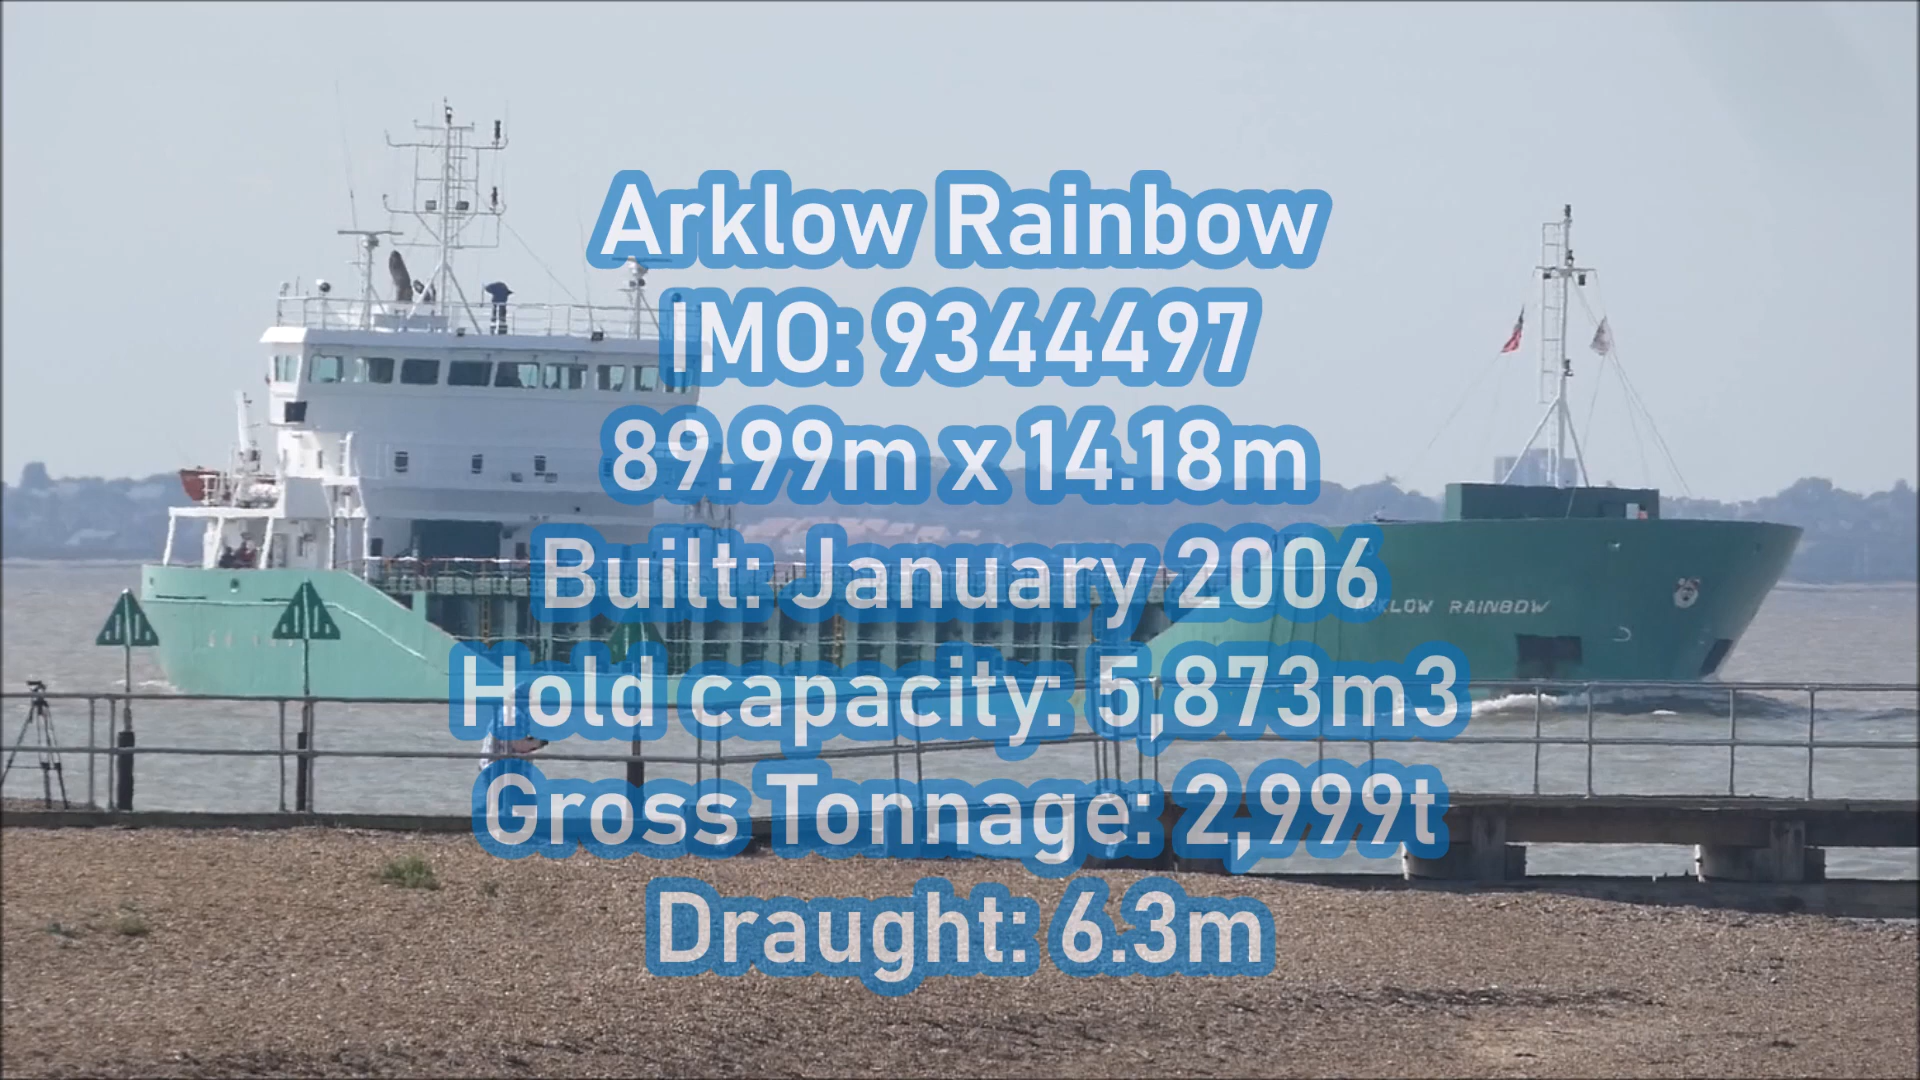 Arklow Rainbow
IMO: 9344497
89.99m x 14.18m
Built: January 2006
Hold capacity: 5,873m3
Gross Tonnage: 2,999t
Draught: 6.3m
ARKLOW RAINBOW